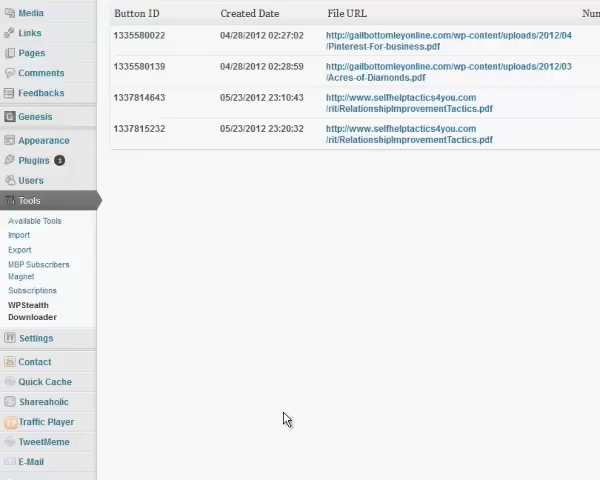 Media
Links
Pages
Comments
Feedbacks
Genesis
Appearance
Plugins 1
Users
Tools
Available Tools
Import
Export
MBP Subscribers
Magnet
Subscriptions
WPStealth
Downloader
Settings
Contact
Quick Cache
Shareaholic
Traffic Player
TweetMeme
E-Mail
Button ID Created Date File URL Num
1335580022 04/28/2012 02:27:02 http://gailbottomleyonline.com/wp-content/uploads/2012/04
/Pinterest-For-business.pdf
1335580139 04/28/2012 02:28:59 http://gailbottomleyonline.com/wp-content/uploads/2012/03
/Acres-of-Diamonds.pdf
1337814643 05/23/2012 23:10:43 http://www.selfhelptactics4you.com
/rit/RelationshipImprovementTactics.pdf
1337815232 05/23/2012 23:20:32 http://www.selfhelptactics4you.com
/rit/RelationshipImprovementTactics.pdf